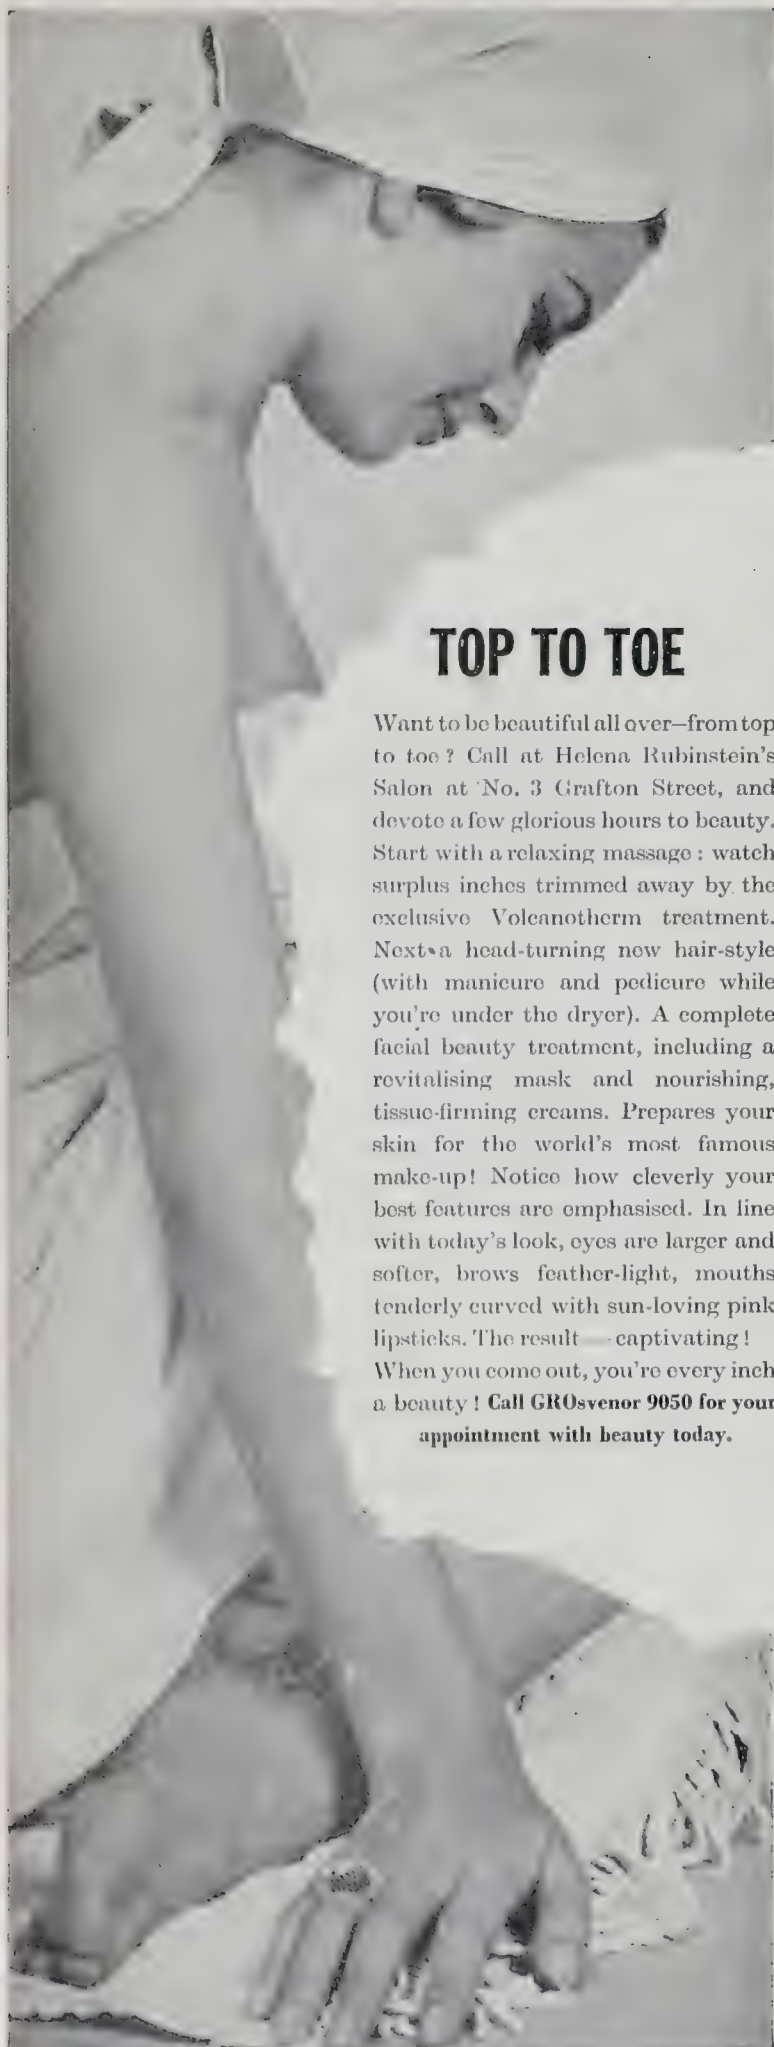 TOP TO TOE
Want to be beautiful all over—from top
to toe? Call at Helena Rubinstein's
Salon at No. 3 Grafton Street, and
devote a few glorious hours to beauty.
Start with a relaxing massage: watch
surplus inches trimmed away by the
exclusive Volcanotherm treatment.
Next a head-turning new hair-style
(with manicure and pedicure while
you're under the dryer). A complete
facial beauty treatment, including a
revitalising mask and nourishing,
tissue-firming creams. Prepares your
skin for the world's most famous
make-up! Notice how cleverly your
best features are emphasised. In line
with today's look, eyes are larger and
softer, brows feather-light, mouths
tenderly curved with sun-loving pink
lipsticks. The result — captivating!
When you come out, you're every inch
a beauty! Call GROsvenor 9050 for your
appointment with beauty today.